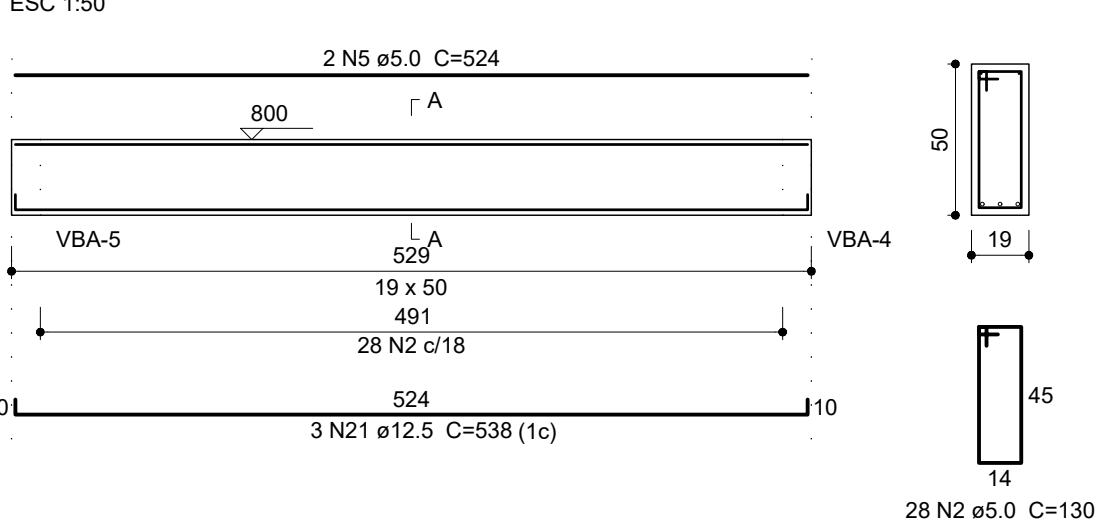 ESC 1:50
2 N5 ø5.0 C=524
A
800
50
VBA-5
A
VBA-4
19
529
19 x 50
491
28 N2 c/18
524
10
3 N21 ø12.5 C=538 (1c)
45
14
28 N2 ø5.0 C=130